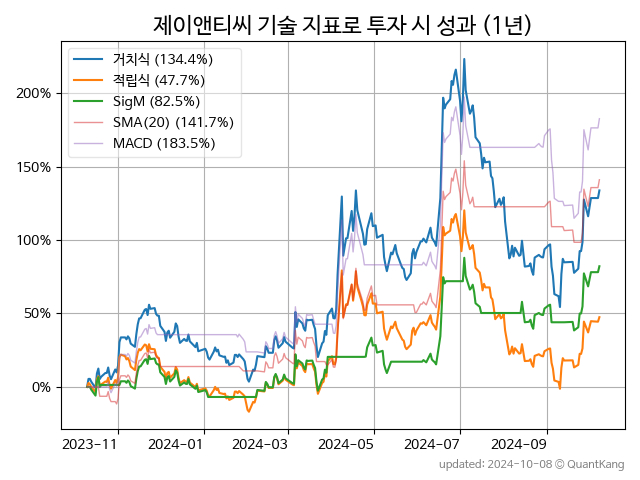 제이앤티씨 기술 지표로 투자 시 성과 (1년)
거치식 (134.4%)
적립식 (47.7%)
SigM (82.5%)
SMA(20) (141.7%)
MACD (183.5%)
200%
150%
100%
50%
0%
2023-11 2024-01 2024-03 2024-05 2024-07 2024-09
updated: 2024-10-08 © QuantKang